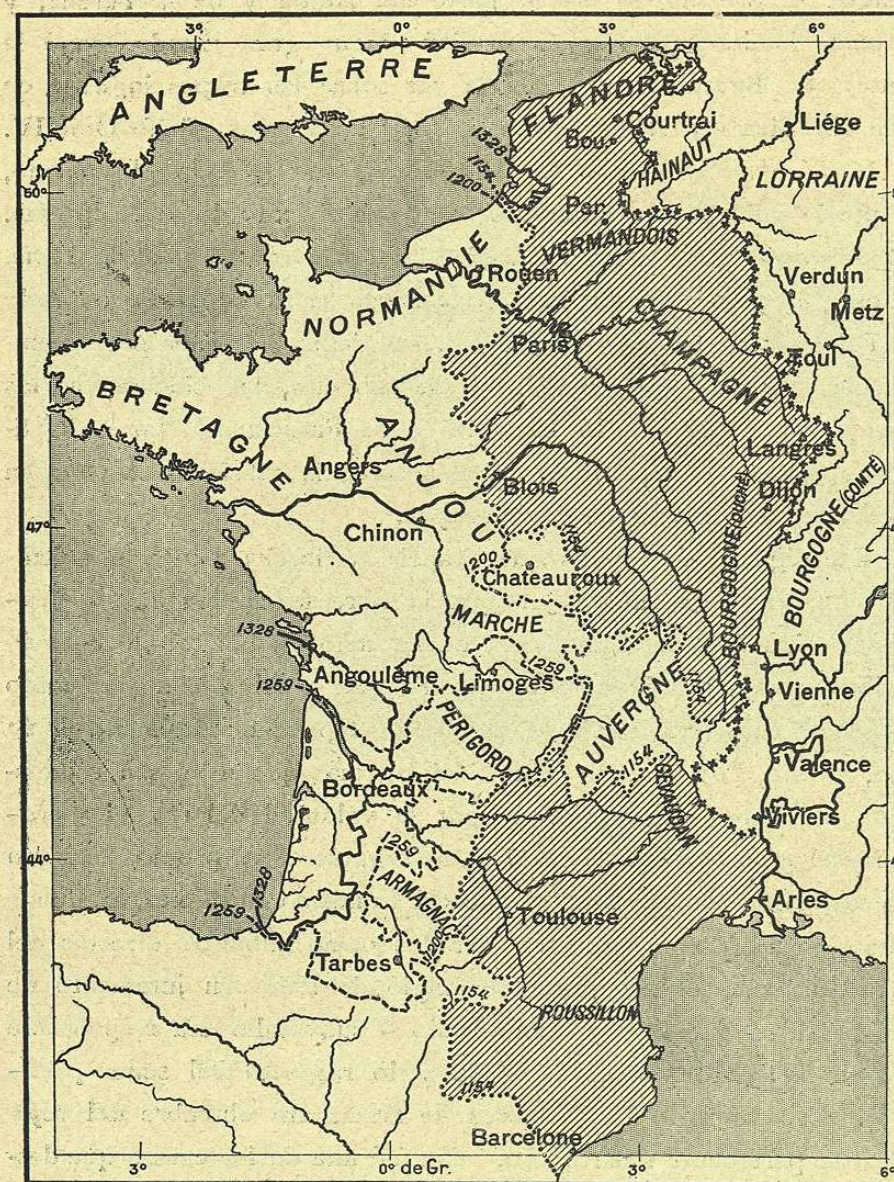 3° 0° 3° 6°
ANGLETERRE
FLANDRE
Courtrai
Liége
Bou.
1328
1154.
1200
HAINAUT
50°
LORRAINE
Per.
VERMANDOIS
Rouen
NORMANDIE
Verdun
Metz
CHAMPAGNE
Paris
Toul
BRETAGNE
ANJOU
Langres
Angers
Blois
Dijon
BOURGOGNE (DUCHÉ)
BOURGOGNE (COMTÉ)
47°
Chinon
1154
1200
Chateauroux
MARCHE
1328
1259
Lyon
Angoulême
Limoges
1259
Vienne
AUVERGNE
1154
PÉRIGORD
1154.
Valence
Bordeaux
GEVAUDAN
Viviers
44°
1259
1328
ARMAGNAC
Arles
1259
Toulouse
1200
Tarbes
1154.
ROUSSILLON
1154
Barcelone
3° 0° de Gr. 3° 6°